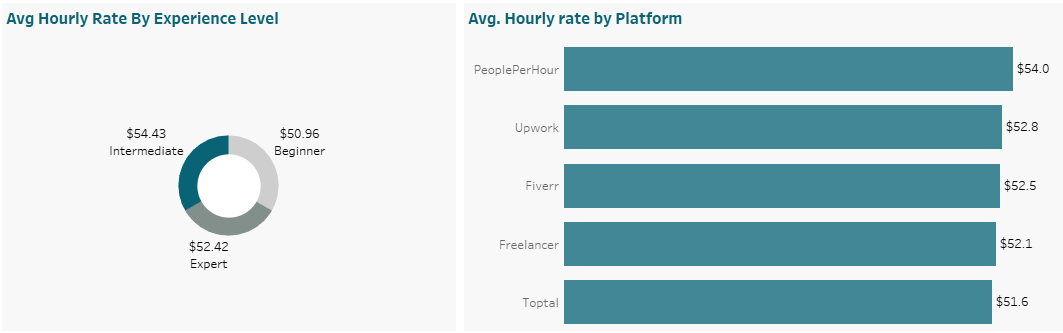 Avg Hourly Rate By Experience Level
$54.43
Intermediate
$50.96
Beginner
$52.42
Expert
Avg. Hourly rate by Platform
PeoplePerHour
$54.0
Upwork
$52.8
Fiverr
$52.5
Freelancer
$52.1
Toptal
$51.6